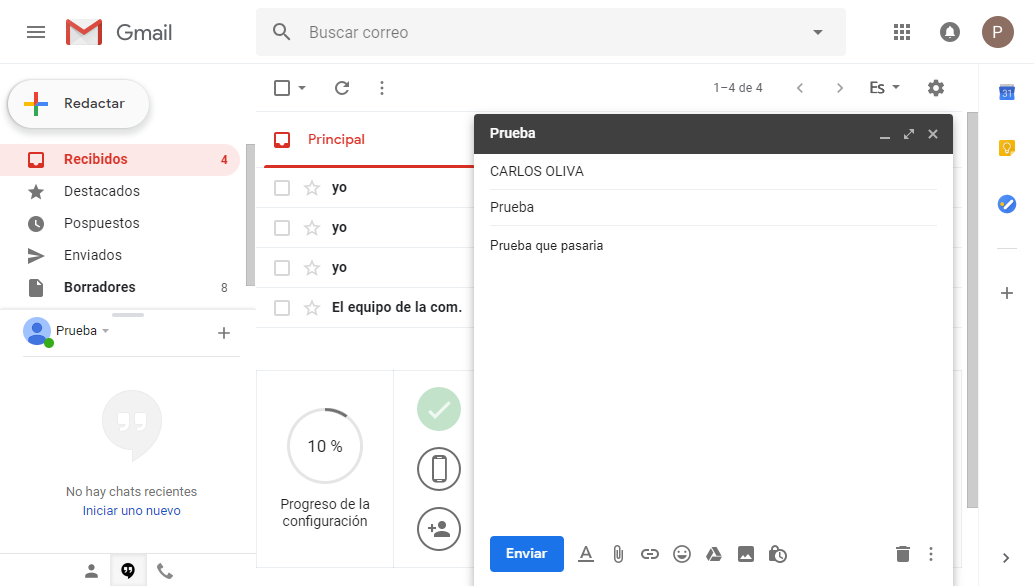 Gmail
Buscar correo
P
Redactar
1–4 de 4
Es
31
Recibidos 4
Destacados
Pospuestos
Enviados
Borradores 8
Prueba
No hay chats recientes
Iniciar uno nuevo
Principal
yo
yo
yo
El equipo de la com.
10 %
Progreso de la
configuración
Prueba
CARLOS OLIVA
Prueba
Prueba que pasaria
Enviar